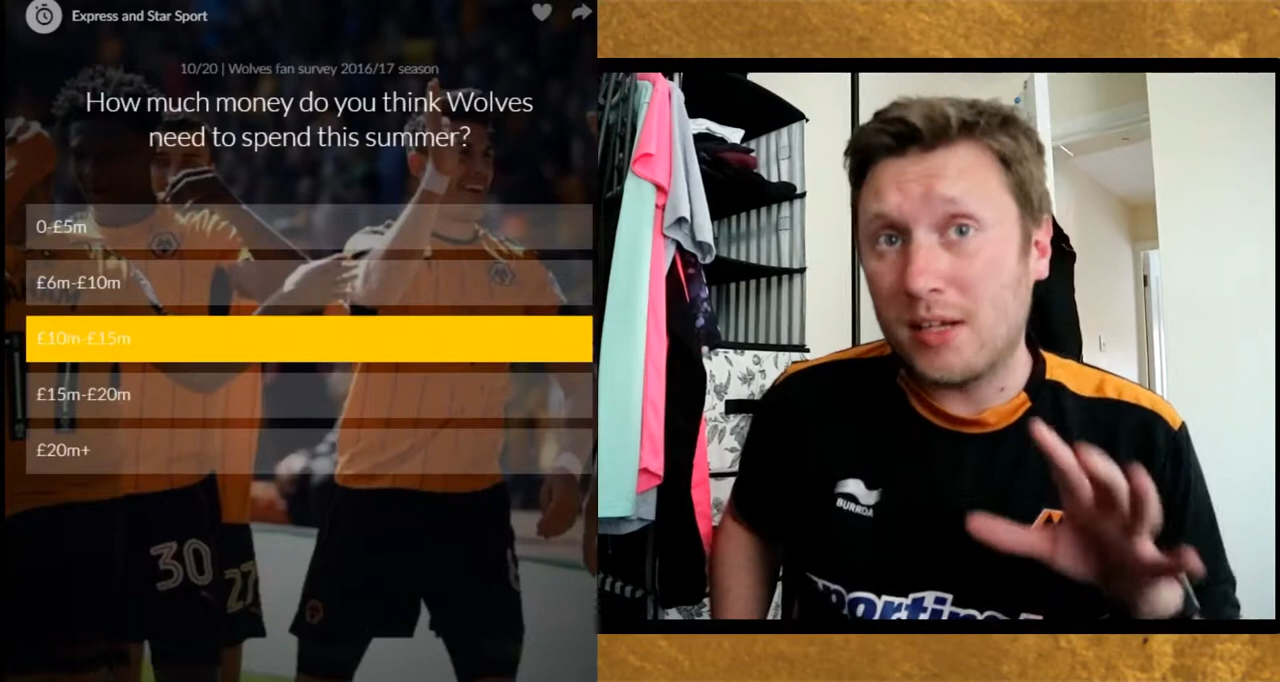 Express and Star Sport
10/20 | Wolves fan survey 2016/17 season
How much money do you think Wolves
need to spend this summer?
0-£5m
£6m-£10m
£10m-£15m
£15m-£20m
£20m+
30
27
BURRDA